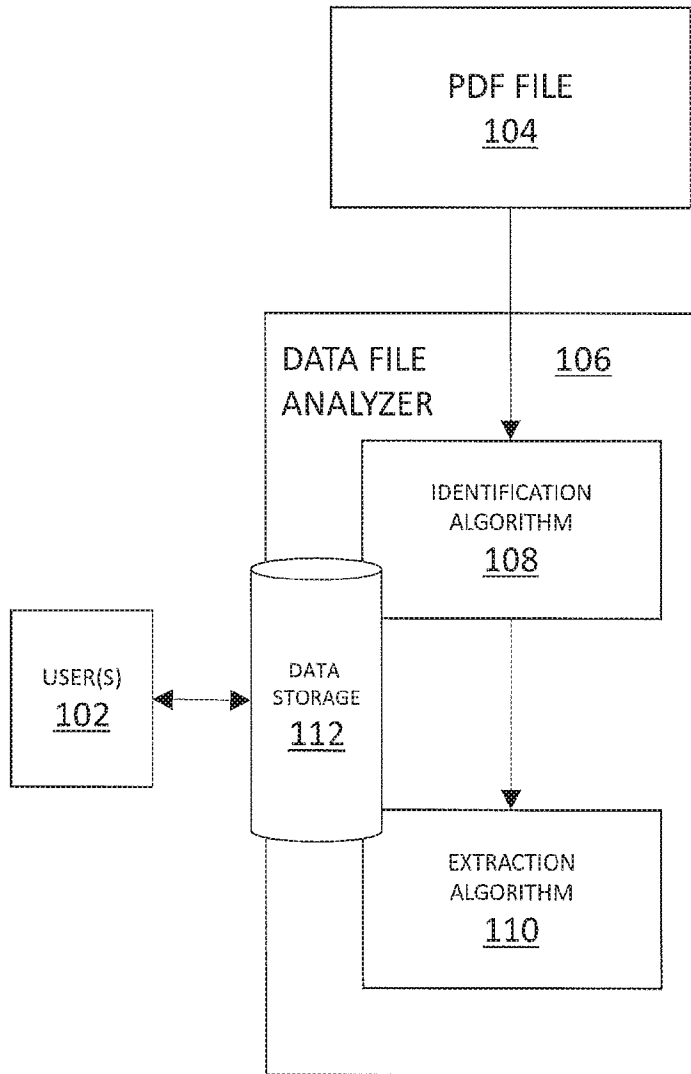 PDF FILE
104
DATA FILE
ANALYZER
106
IDENTIFICATION
ALGORITHM
108
USER(S)
102
DATA
STORAGE
112
EXTRACTION
ALGORITHM
110